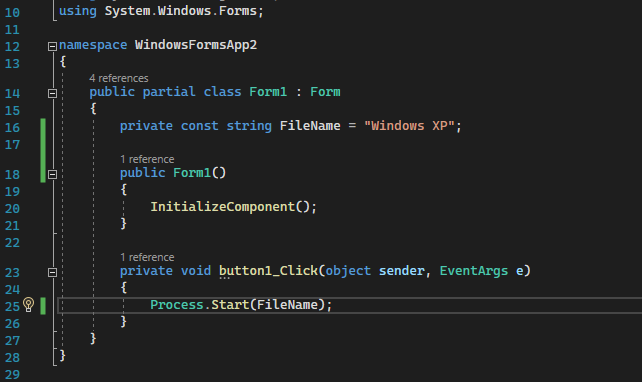 10 using System.Windows.Forms;
11
12 namespace WindowsFormsApp2
13 {
4 references
14 public partial class Form1 : Form
15 {
16 private const string FileName = "Windows XP";
17
1 reference
18 public Form1()
19 {
20 InitializeComponent();
21 }
22
1 reference
23 private void button1_Click(object sender, EventArgs e)
24 {
25 Process.Start(FileName);
26 }
27 }
28 }
29